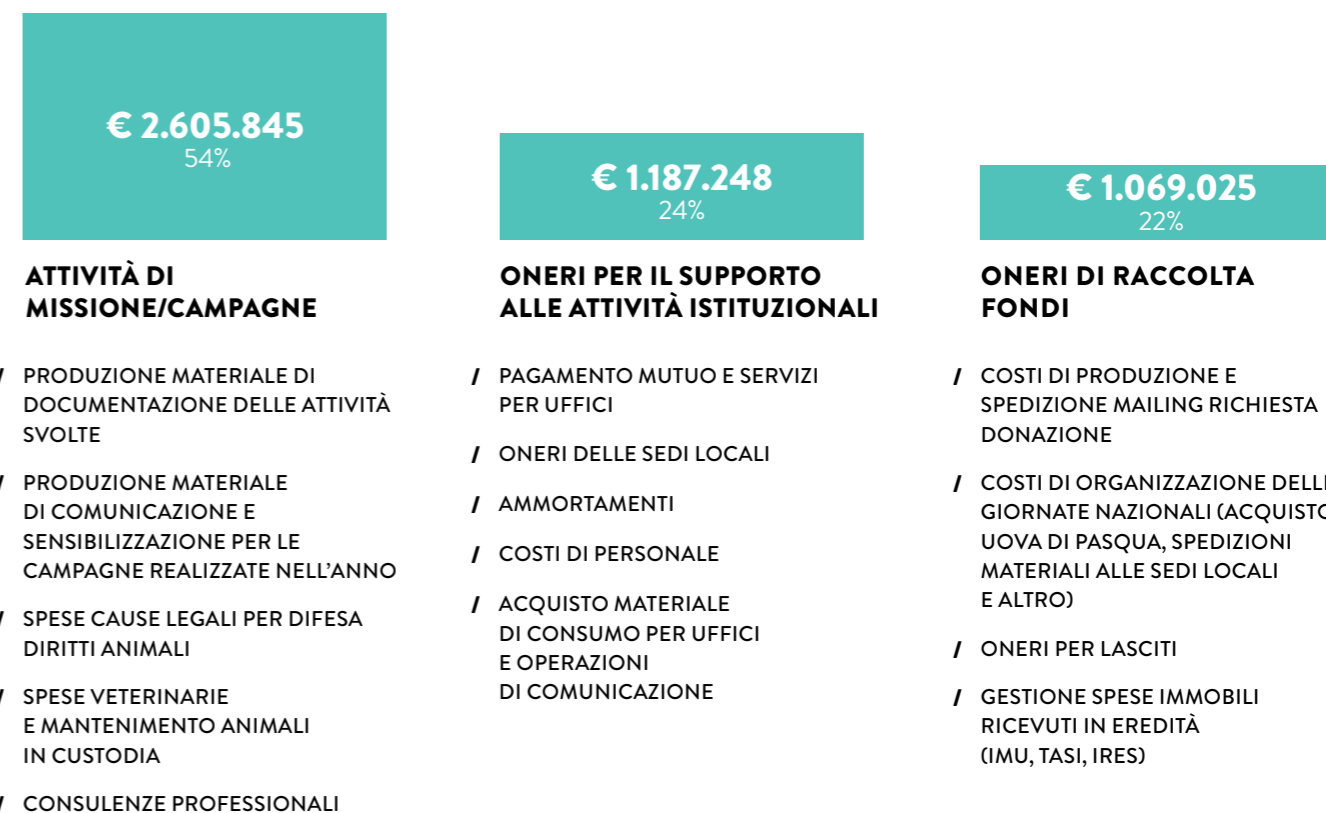 € 2.605.845
54%
ATTIVITÀ DI
MISSIONE/CAMPAGNE
/ PRODUZIONE MATERIALE DI
DOCUMENTAZIONE DELLE ATTIVITÀ
SVOLTE
/ PRODUZIONE MATERIALE
DI COMUNICAZIONE E
SENSIBILIZZAZIONE PER LE
CAMPAGNE REALIZZATE NELL’ANNO
/ SPESE CAUSE LEGALI PER DIFESA
DIRITTI ANIMALI
/ SPESE VETERINARIE
E MANTENIMENTO ANIMALI
IN CUSTODIA
/ CONSULENZE PROFESSIONALI
€ 1.187.248
24%
ONERI PER IL SUPPORTO
ALLE ATTIVITÀ ISTITUZIONALI
/ PAGAMENTO MUTUO E SERVIZI
PER UFFICI
/ ONERI DELLE SEDI LOCALI
/ AMMORTAMENTI
/ COSTI DI PERSONALE
/ ACQUISTO MATERIALE
DI CONSUMO PER UFFICI
E OPERAZIONI
DI COMUNICAZIONE
€ 1.069.025
22%
ONERI DI RACCOLTA
FONDI
/ COSTI DI PRODUZIONE E
SPEDIZIONE MAILING RICHIESTA
DONAZIONE
/ COSTI DI ORGANIZZAZIONE DELLE
GIORNATE NAZIONALI (ACQUISTO
UOVA DI PASQUA, SPEDIZIONI
MATERIALI ALLE SEDI LOCALI
E ALTRO)
/ ONERI PER LASCITI
/ GESTIONE SPESE IMMOBILI
RICEVUTI IN EREDITÀ
(IMU, TASI, IRES)